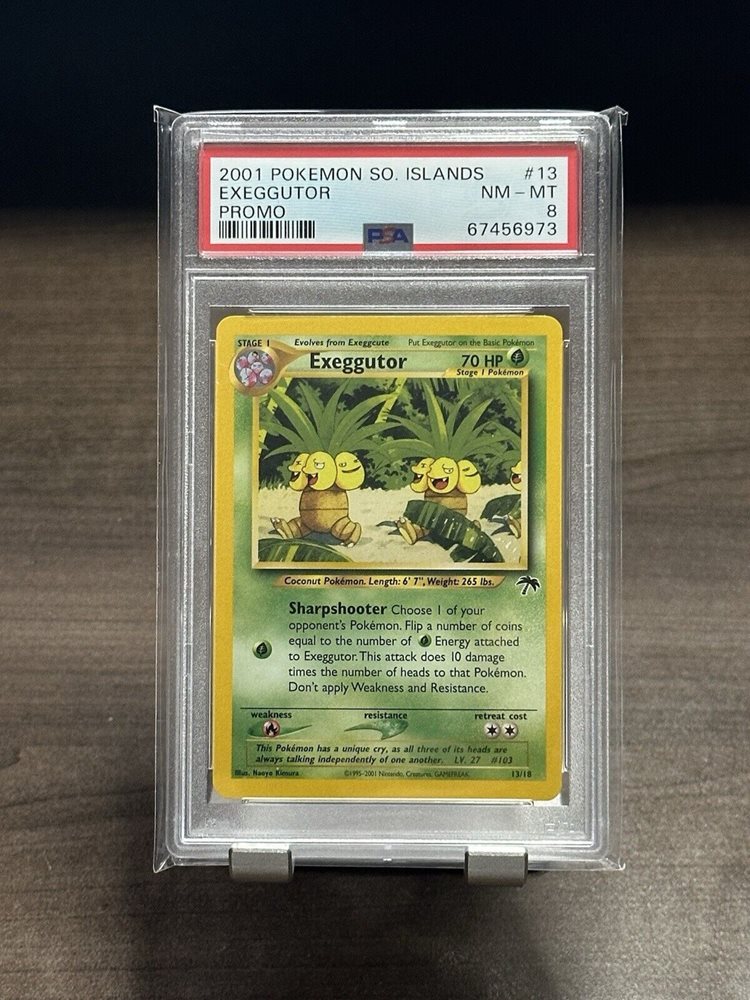 2001 POKEMON SO. ISLANDS #13
EXEGGUTOR NM - MT
PROMO 8
PSA 67456973
STAGE 1 Evolves from Exeggcute Put Exeggutor on the Basic Pokémon
Exeggutor 70 HP
Stage 1 Pokémon
Coconut Pokémon. Length: 6' 7", Weight: 265 lbs.
Sharpshooter Choose 1 of your
opponent's Pokémon. Flip a number of coins
equal to the number of Energy attached
to Exeggutor. This attack does 10 damage
times the number of heads to that Pokémon.
Don't apply Weakness and Resistance.
weakness resistance retreat cost
This Pokémon has a unique cry, as all three of its heads are
always talking independently of one another. LV. 27 #103
Illus. Naoyo Kimura ©1995-2001 Nintendo, Creatures, GAMEFREAK. 13/18